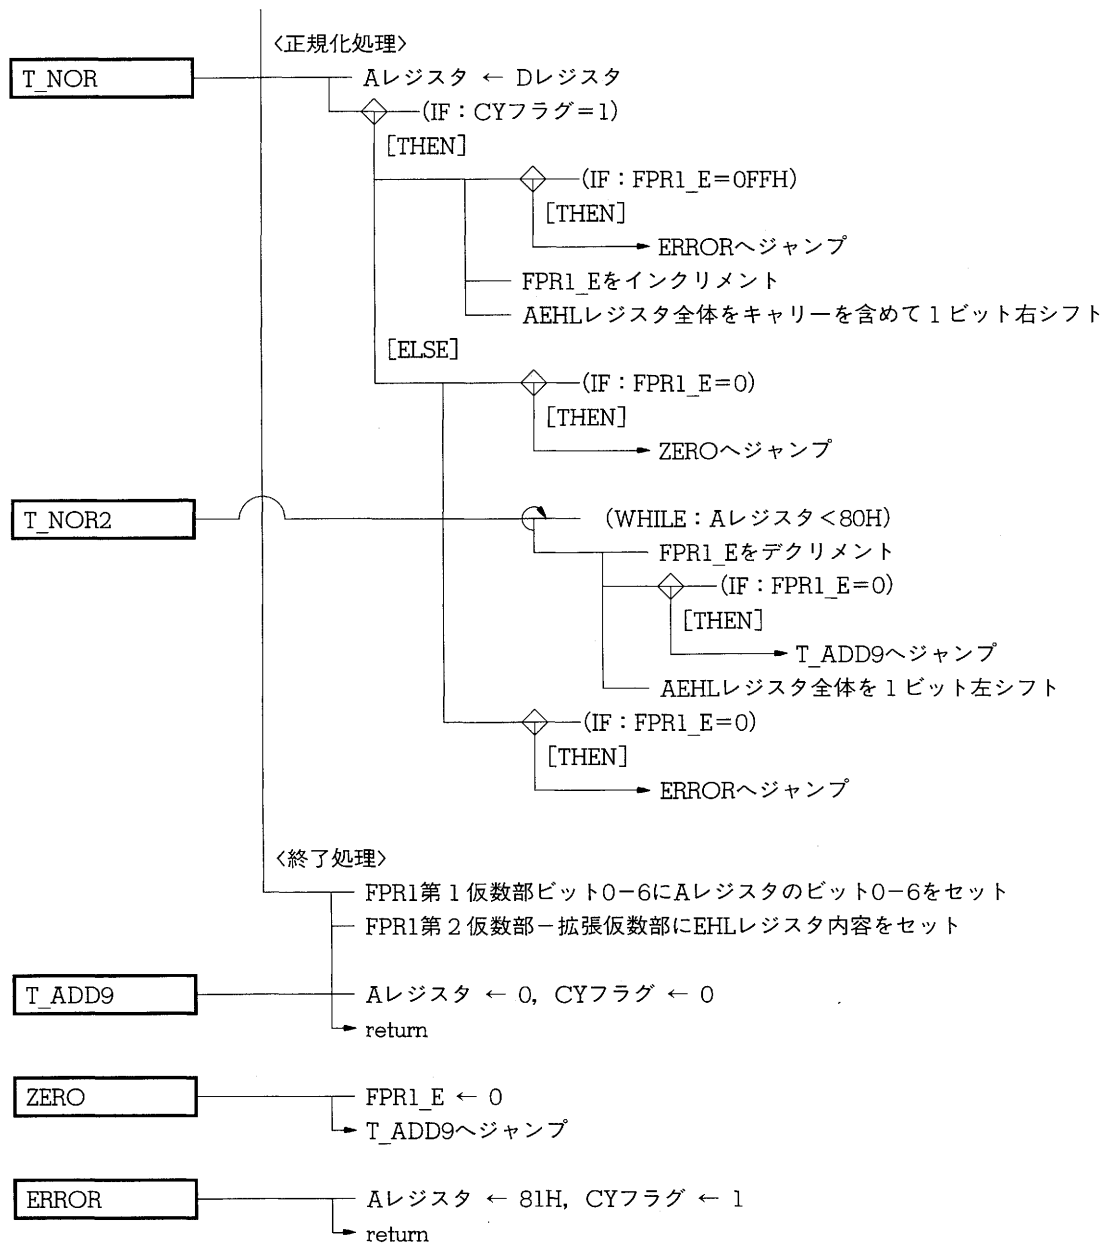 〈正規化処理〉
T_NOR
Aレジスタ ← Dレジスタ
(IF：CYフラグ＝1)
[THEN]
(IF：FPR1_E＝0FFH)
[THEN]
ERRORへジャンプ
FPR1_Eをインクリメント
AEHLレジスタ全体をキャリーを含めて1ビット右シフト
[ELSE]
(IF：FPR1_E＝0)
[THEN]
ZEROへジャンプ
T_NOR2
(WHILE：Aレジスタ＜80H)
FPR1_Eをデクリメント
(IF：FPR1_E＝0)
[THEN]
T_ADD9へジャンプ
AEHLレジスタ全体を1ビット左シフト
(IF：FPR1_E＝0)
[THEN]
ERRORへジャンプ
〈終了処理〉
FPR1第1仮数部ビット0−6にAレジスタのビット0−6をセット
FPR1第2仮数部−拡張仮数部にEHLレジスタ内容をセット
T_ADD9
Aレジスタ ← 0, CYフラグ ← 0
return
ZERO
FPR1_E ← 0
T_ADD9へジャンプ
ERROR
Aレジスタ ← 81H, CYフラグ ← 1
return